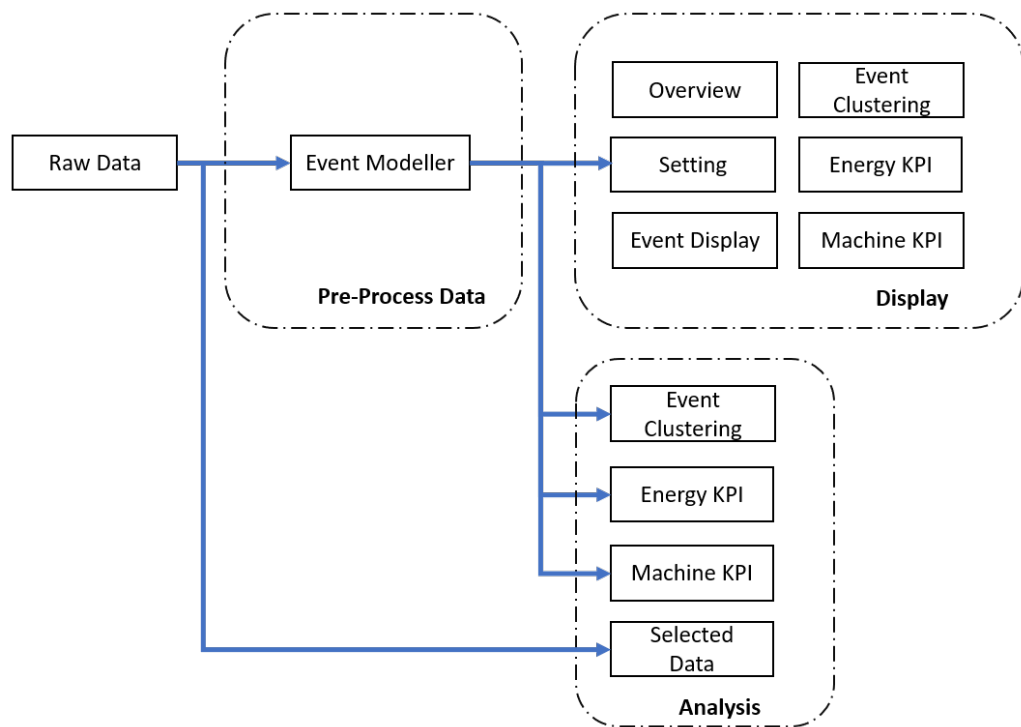 Raw Data
Event Modeller
Pre-Process Data
Overview
Event
Clustering
Setting
Energy KPI
Event Display
Machine KPI
Display
Event
Clustering
Energy KPI
Machine KPI
Selected
Data
Analysis